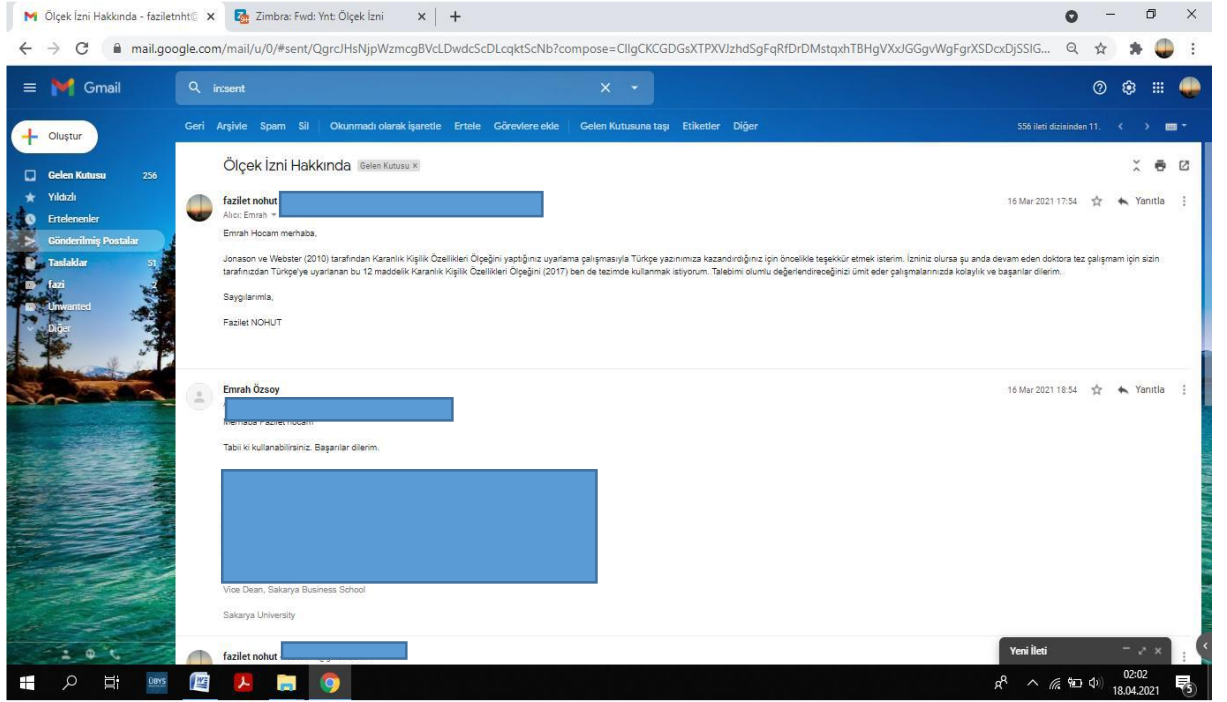 Ölçek İzni Hakkında - faziletnht
Zimbra: Fwd: Ynt: Ölçek İzni
mail.google.com/mail/u/0/#sent/QgrcJHsNjpWzmcgBVcLDwdcScDLcqktScNb?compose=CllgCKCGDGsXTPXVJzhdSgFqRfDrDMstqxhTBHgVXxJGGgvWgFgrXSDcxDjSSIG...
Gmail
in:sent
Oluştur
Geri Arşivle Spam Sil Okunmadı olarak işaretle Ertele Görevlere ekle Gelen Kutusuna taşı Etiketler Diğer
556 ileti dizisinden 11.
Gelen Kutusu 256
Yıldızlı
Ertelenenler
Gönderilmiş Postalar
Taslaklar 51
fazi 2
Unwanted
Diğer
Ölçek İzni Hakkında Gelen Kutusu x
fazilet nohut
16 Mar 2021 17:54 Yanıtla
Alıcı: Emrah
Emrah Hocam merhaba,
Jonason ve Webster (2010) tarafından Karanlık Kişilik Özellikleri Ölçeğini yaptığınız uyarlama çalışmasıyla Türkçe yazınımıza kazandırdığınız için öncelikle teşekkür etmek isterim. İzniniz olursa şu anda devam eden doktora tez çalışmam için sizin
tarafınızdan Türkçe'ye uyarlanan bu 12 maddelik Karanlık Kişilik Özellikleri Ölçeğini (2017) ben de tezimde kullanmak istiyorum. Talebimi olumlu değerlendireceğinizi ümit eder çalışmalarınızda kolaylık ve başarılar dilerim.
Saygılarımla,
Fazilet NOHUT
Emrah Özsoy
16 Mar 2021 18:54 Yanıtla
Merhaba Fazilet hocam
Tabii ki kullanabilirsiniz. Başarılar dilerim.
Vice Dean, Sakarya Business School
Sakarya University
fazilet nohut
Yeni İleti
ÜBYS
02:02
18.04.2021
5